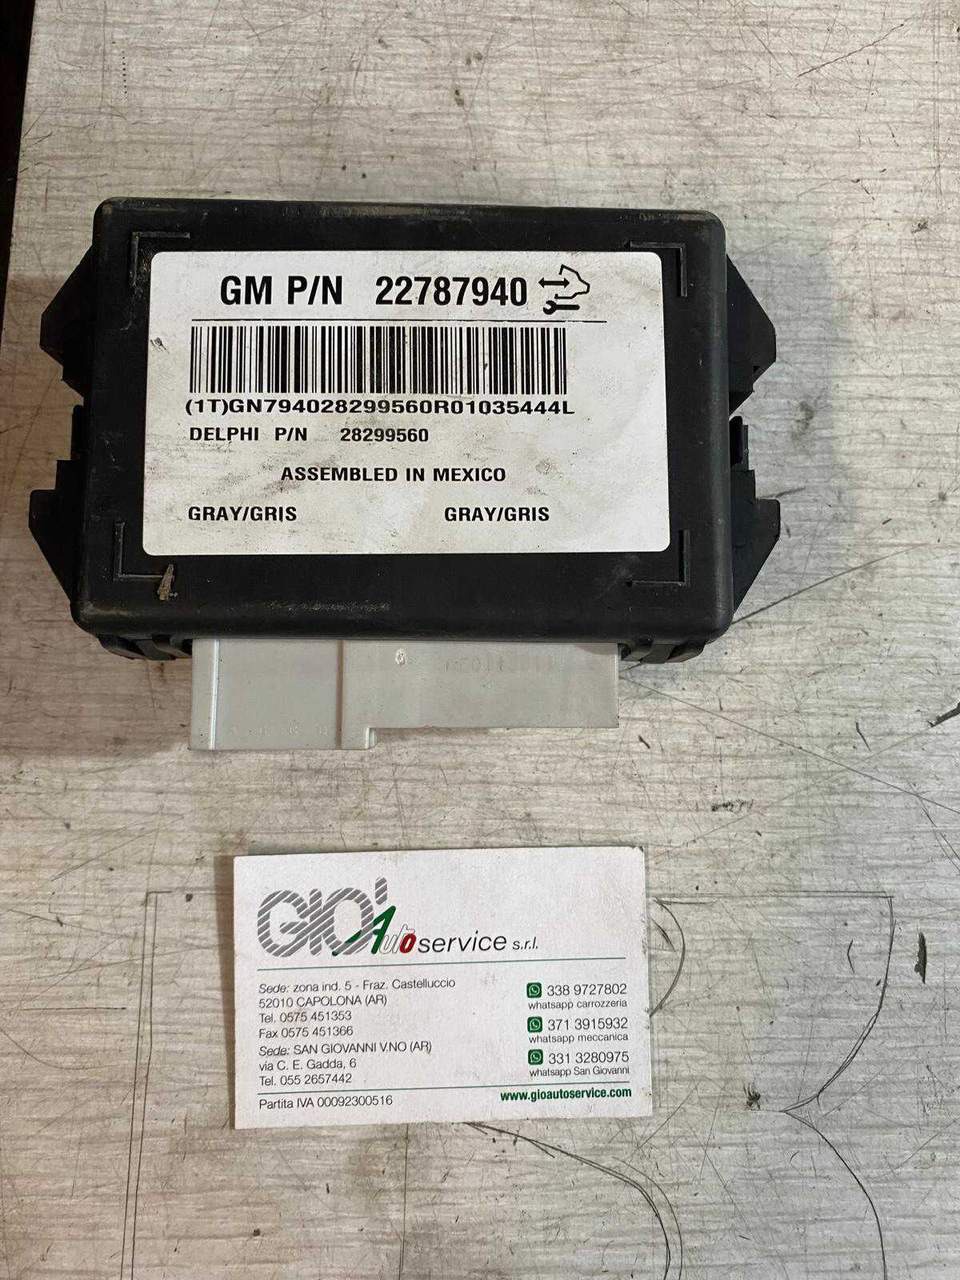 GM P/N 22787940
(1T)GN794028299560R01035444L
DELPHI P/N 28299560
ASSEMBLED IN MEXICO
GRAY/GRIS GRAY/GRIS
GIO' Auto service s.r.l.
Sede: zona ind. 5 - Fraz. Castelluccio
52010 CAPOLONA (AR)
Tel. 0575 451353
Fax 0575 451366
Sede: SAN GIOVANNI V.NO (AR)
via C. E. Gadda, 6
Tel. 055 2657442
Partita IVA 00092300516
338 9727802
whatsapp carrozzeria
371 3915932
whatsapp meccanica
331 3280975
whatsapp San Giovanni
www.gioautoservice.com